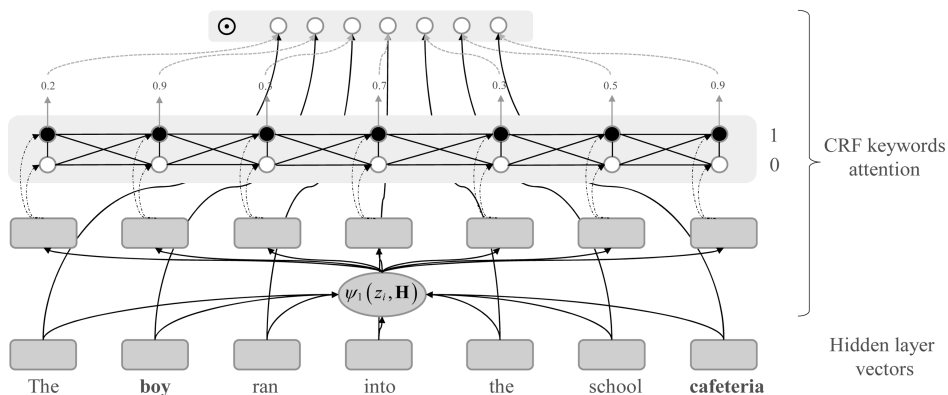 0.2 0.9 0.3 0.7 0.3 0.5 0.9
1
0
CRF keywords
attention
ψ₁(zᵢ, H)
Hidden layer
vectors
The boy ran into the school cafeteria